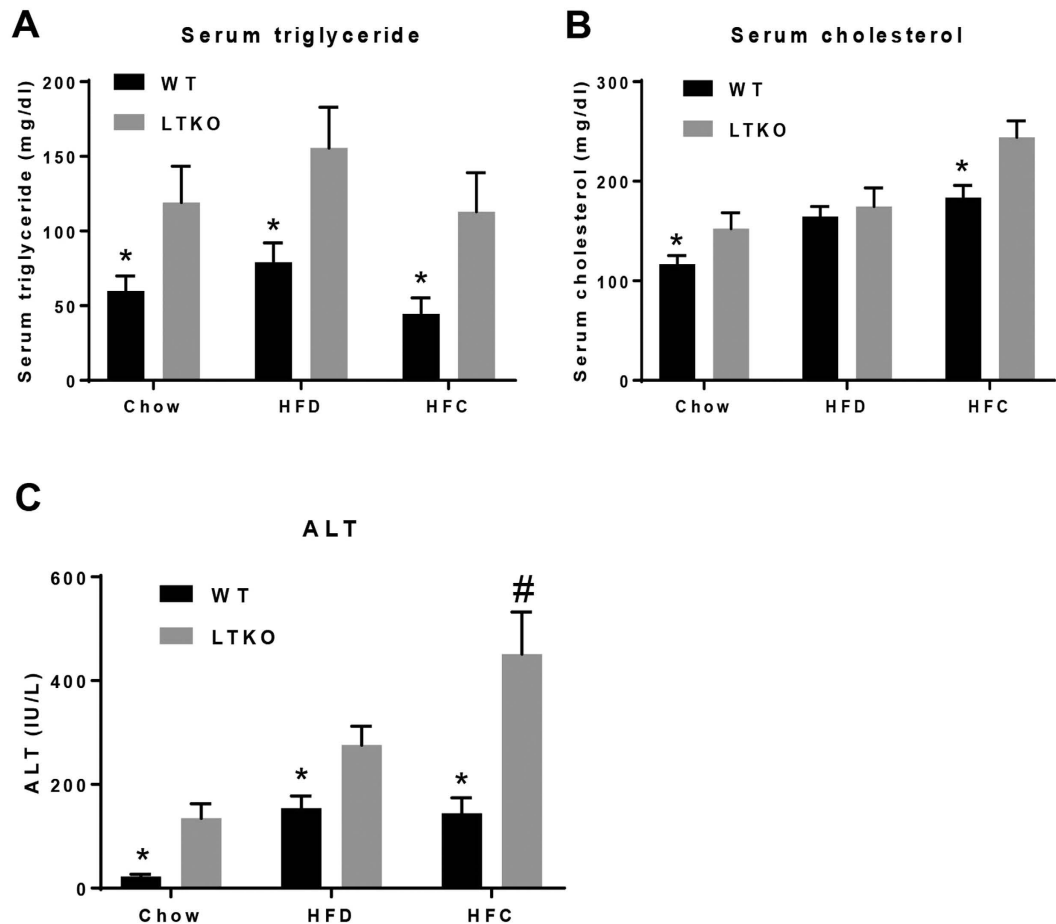 A
Serum triglyceride
Serum triglyceride (mg/dl)
200
150
100
50
0
WT
LTKO
*
*
*
Chow
HFD
HFC
B
Serum cholesterol
Serum cholesterol (mg/dl)
300
200
100
0
WT
LTKO
*
*
Chow
HFD
HFC
C
ALT
ALT (IU/L)
600
400
200
0
WT
LTKO
*
*
*
#
Chow
HFD
HFC